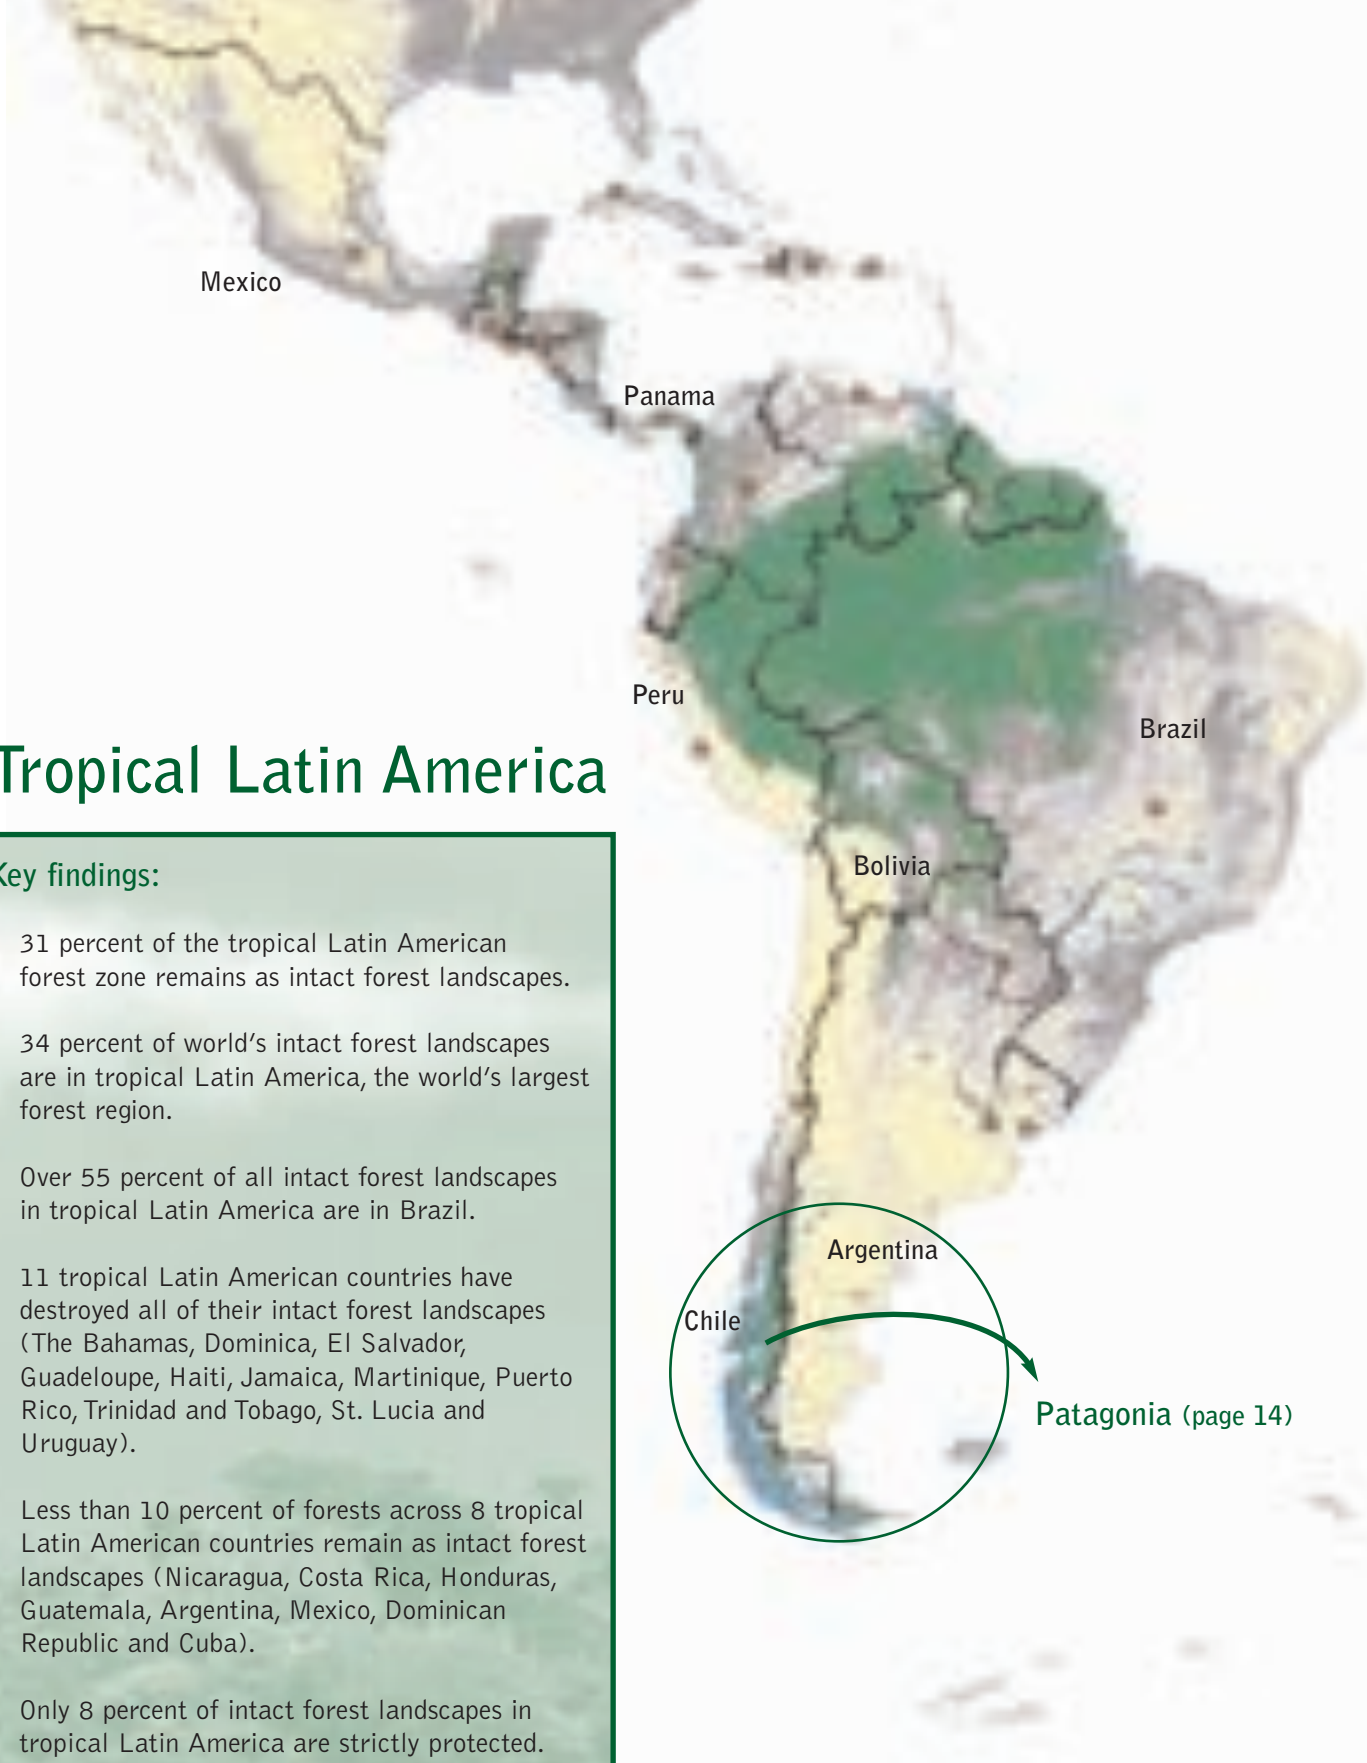 Mexico
Panama
Peru
Brazil
Tropical Latin America
Bolivia
Key findings:
31 percent of the tropical Latin American
forest zone remains as intact forest landscapes.
34 percent of world's intact forest landscapes
are in tropical Latin America, the world's largest
forest region.
Over 55 percent of all intact forest landscapes
in tropical Latin America are in Brazil.
11 tropical Latin American countries have
destroyed all of their intact forest landscapes
(The Bahamas, Dominica, El Salvador,
Guadeloupe, Haiti, Jamaica, Martinique, Puerto
Rico, Trinidad and Tobago, St. Lucia and
Uruguay).
Less than 10 percent of forests across 8 tropical
Latin American countries remain as intact forest
landscapes (Nicaragua, Costa Rica, Honduras,
Guatemala, Argentina, Mexico, Dominican
Republic and Cuba).
Only 8 percent of intact forest landscapes in
tropical Latin America are strictly protected.
Argentina
Chile
Patagonia (page 14)